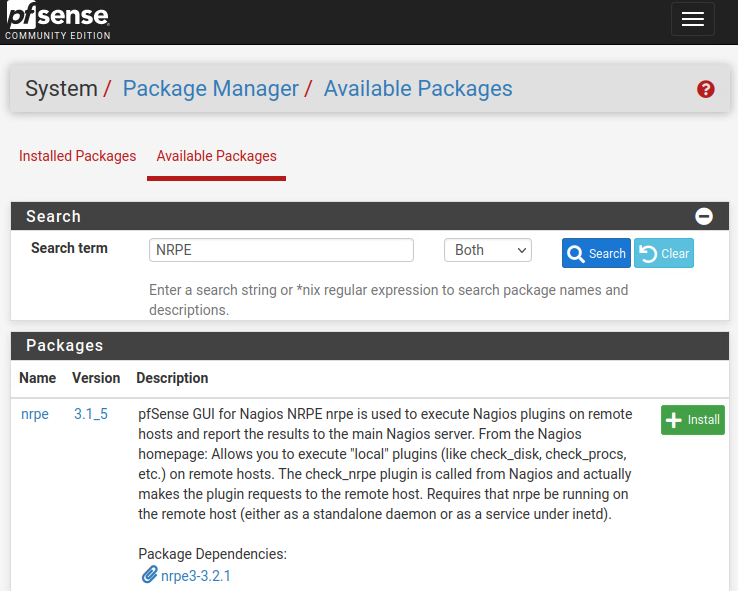 pfsense
COMMUNITY EDITION
System / Package Manager / Available Packages
Installed Packages Available Packages
Search
Search term NRPE Both Search Clear
Enter a search string or *nix regular expression to search package names and
descriptions.
Packages
Name Version Description
nrpe 3.1_5 pfSense GUI for Nagios NRPE nrpe is used to execute Nagios plugins on remote Install
hosts and report the results to the main Nagios server. From the Nagios
homepage: Allows you to execute "local" plugins (like check_disk, check_procs,
etc.) on remote hosts. The check_nrpe plugin is called from Nagios and actually
makes the plugin requests to the remote host. Requires that nrpe be running on
the remote host (either as a standalone daemon or as a service under inetd).
Package Dependencies:
nrpe3-3.2.1